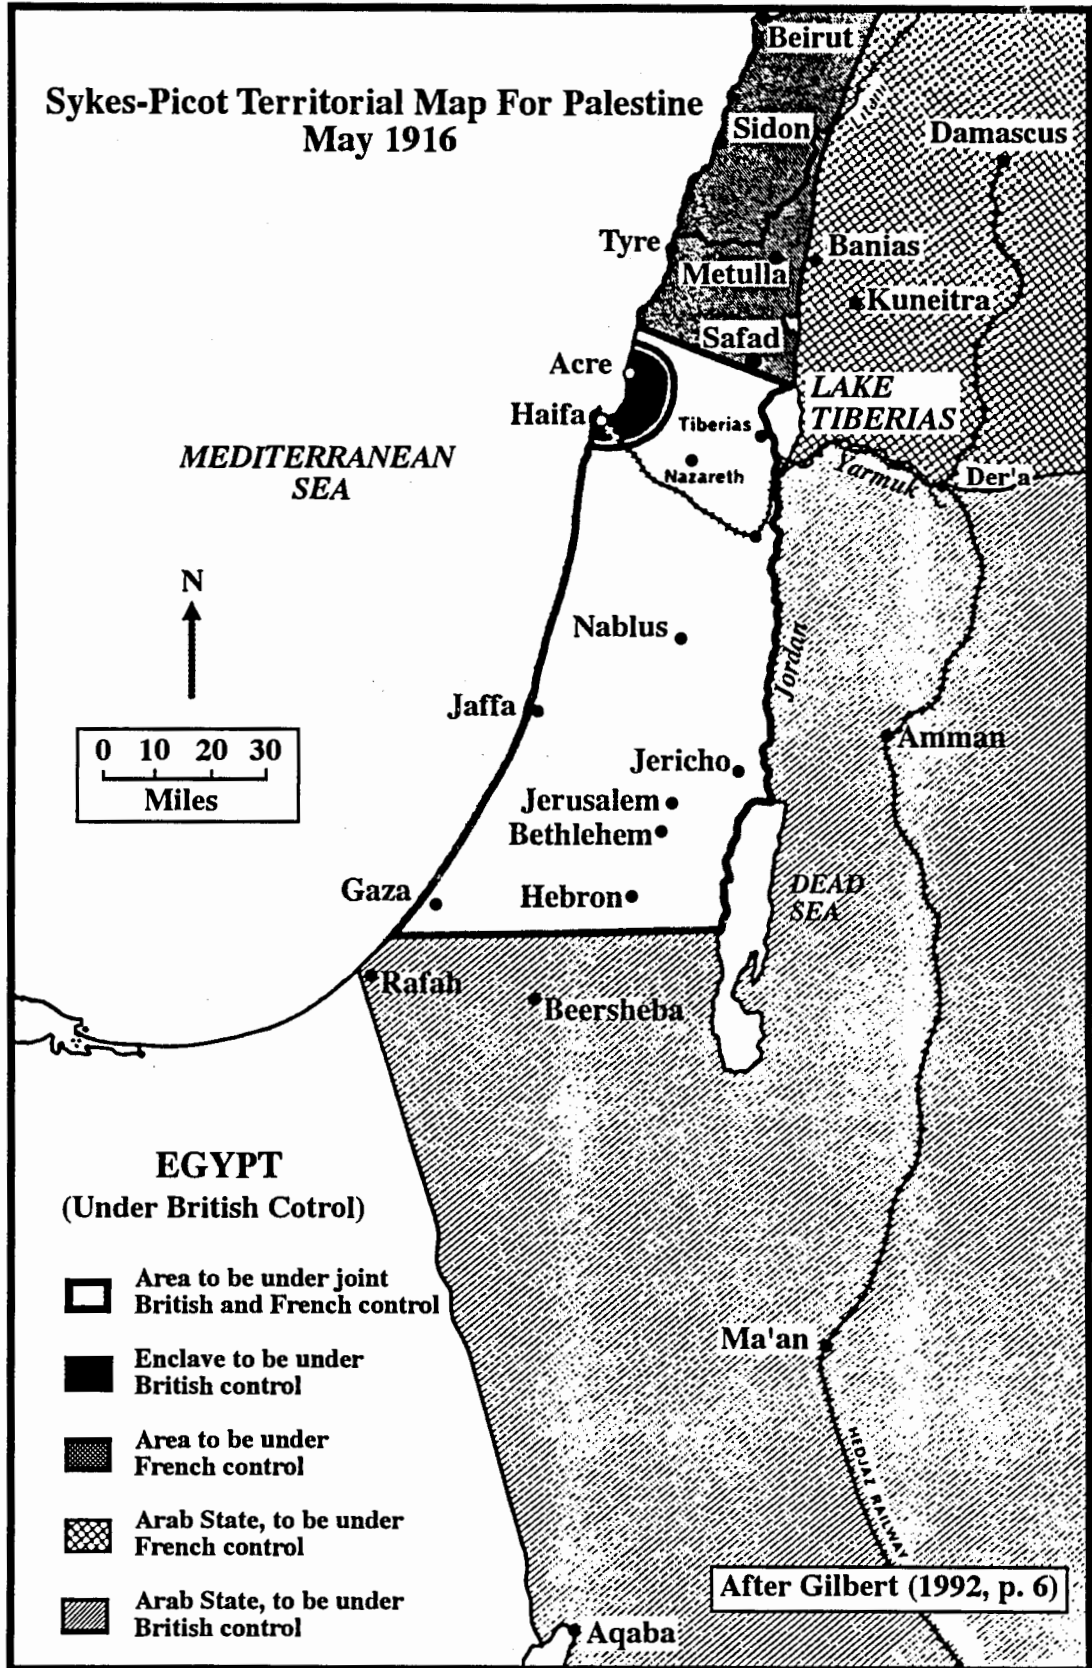 Beirut
Sykes-Picot Territorial Map For Palestine
May 1916
Sidon
Damascus
Tyre
Banias
Metulla
Kuneitra
Safad
Acre
LAKE
TIBERIAS
Haifa
Tiberias
MEDITERRANEAN
SEA
Nazareth
Yarmuk
Der'a
N
Nablus
Jordan
Jaffa
Amman
0 10 20 30
Miles
Jericho
Jerusalem
Bethlehem
Gaza
Hebron
DEAD
SEA
Rafah
Beersheba
EGYPT
(Under British Cotrol)
Area to be under joint
British and French control
Enclave to be under
British control
Ma'an
Area to be under
French control
HEDJAZ RAILWAY
Arab State, to be under
French control
After Gilbert (1992, p. 6)
Arab State, to be under
British control
Aqaba